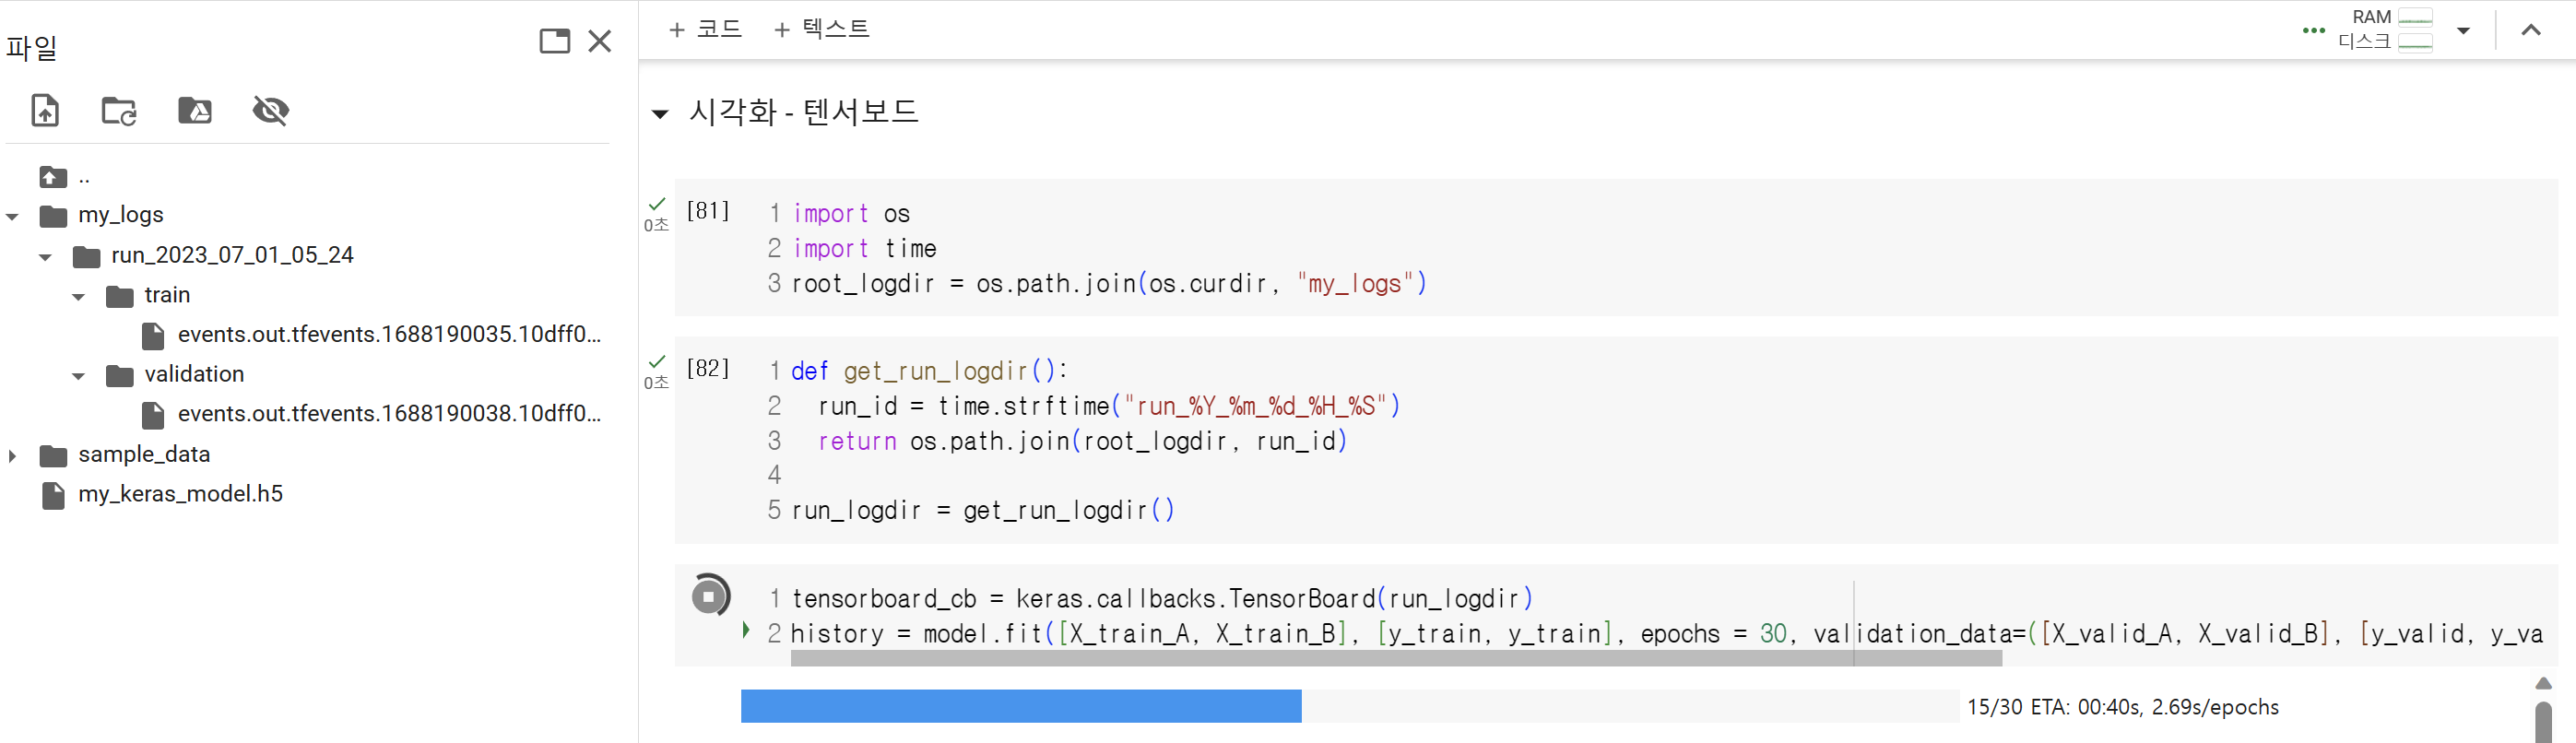 파일
..
my_logs
run_2023_07_01_05_24
train
events.out.tfevents.1688190035.10dff0...
validation
events.out.tfevents.1688190038.10dff0...
sample_data
my_keras_model.h5
+ 코드 + 텍스트
RAM
디스크
시각화 - 텐서보드
0초
[81]
1 import os
2 import time
3 root_logdir = os.path.join(os.curdir, "my_logs")
0초
[82]
1 def get_run_logdir():
2   run_id = time.strftime("run_%Y_%m_%d_%H_%S")
3   return os.path.join(root_logdir, run_id)
4
5 run_logdir = get_run_logdir()
1 tensorboard_cb = keras.callbacks.TensorBoard(run_logdir)
2 history = model.fit([X_train_A, X_train_B], [y_train, y_train], epochs = 30, validation_data=([X_valid_A, X_valid_B], [y_valid, y_va
15/30 ETA: 00:40s, 2.69s/epochs